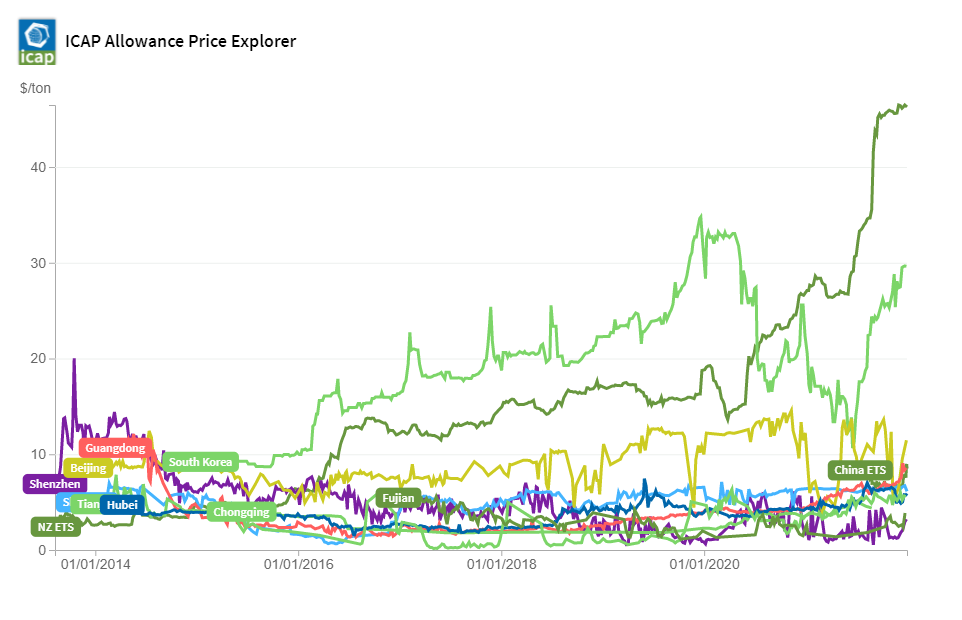 icap
ICAP Allowance Price Explorer
$/ton
40
30
20
10
0
Guangdong
Beijing
South Korea
China ETS
Shenzhen
Fujian
Hubei
Chongqing
NZ ETS
01/01/2014
01/01/2016
01/01/2018
01/01/2020